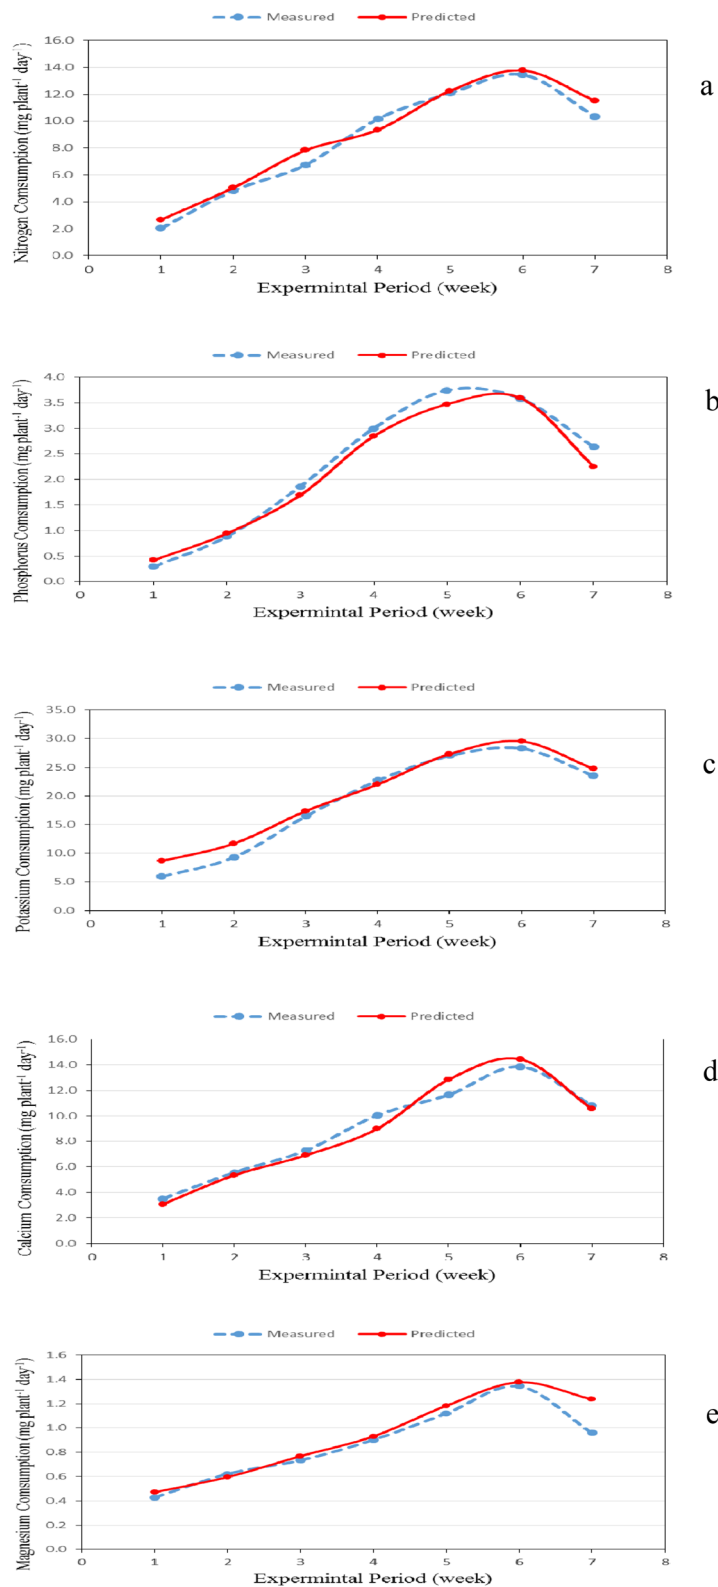 Measured Predicted
Nitrogen Comsumption (mg plant⁻¹ day⁻¹)
16.0
14.0
12.0
10.0
8.0
6.0
4.0
2.0
0.0
0 1 2 3 4 5 6 7 8
Expermintal Period (week)
a
Measured Predicted
Phosphorus Comsumption (mg plant⁻¹ day⁻¹)
4.0
3.5
3.0
2.5
2.0
1.5
1.0
0.5
0.0
0 1 2 3 4 5 6 7 8
Expermintal Period (week)
b
Measured Predicted
Potassium Comsumption (mg plant⁻¹ day⁻¹)
35.0
30.0
25.0
20.0
15.0
10.0
5.0
0.0
0 1 2 3 4 5 6 7 8
Expermintal Period (week)
c
Measured Predicted
Calcium Comsumption (mg plant⁻¹ day⁻¹)
16.0
14.0
12.0
10.0
8.0
6.0
4.0
2.0
0.0
0 1 2 3 4 5 6 7 8
Expermintal Period (week)
d
Measured Predicted
Magnesium Comsumption (mg plant⁻¹ day⁻¹)
1.6
1.4
1.2
1.0
0.8
0.6
0.4
0.2
0.0
0 1 2 3 4 5 6 7 8
Expermintal Period (week)
e